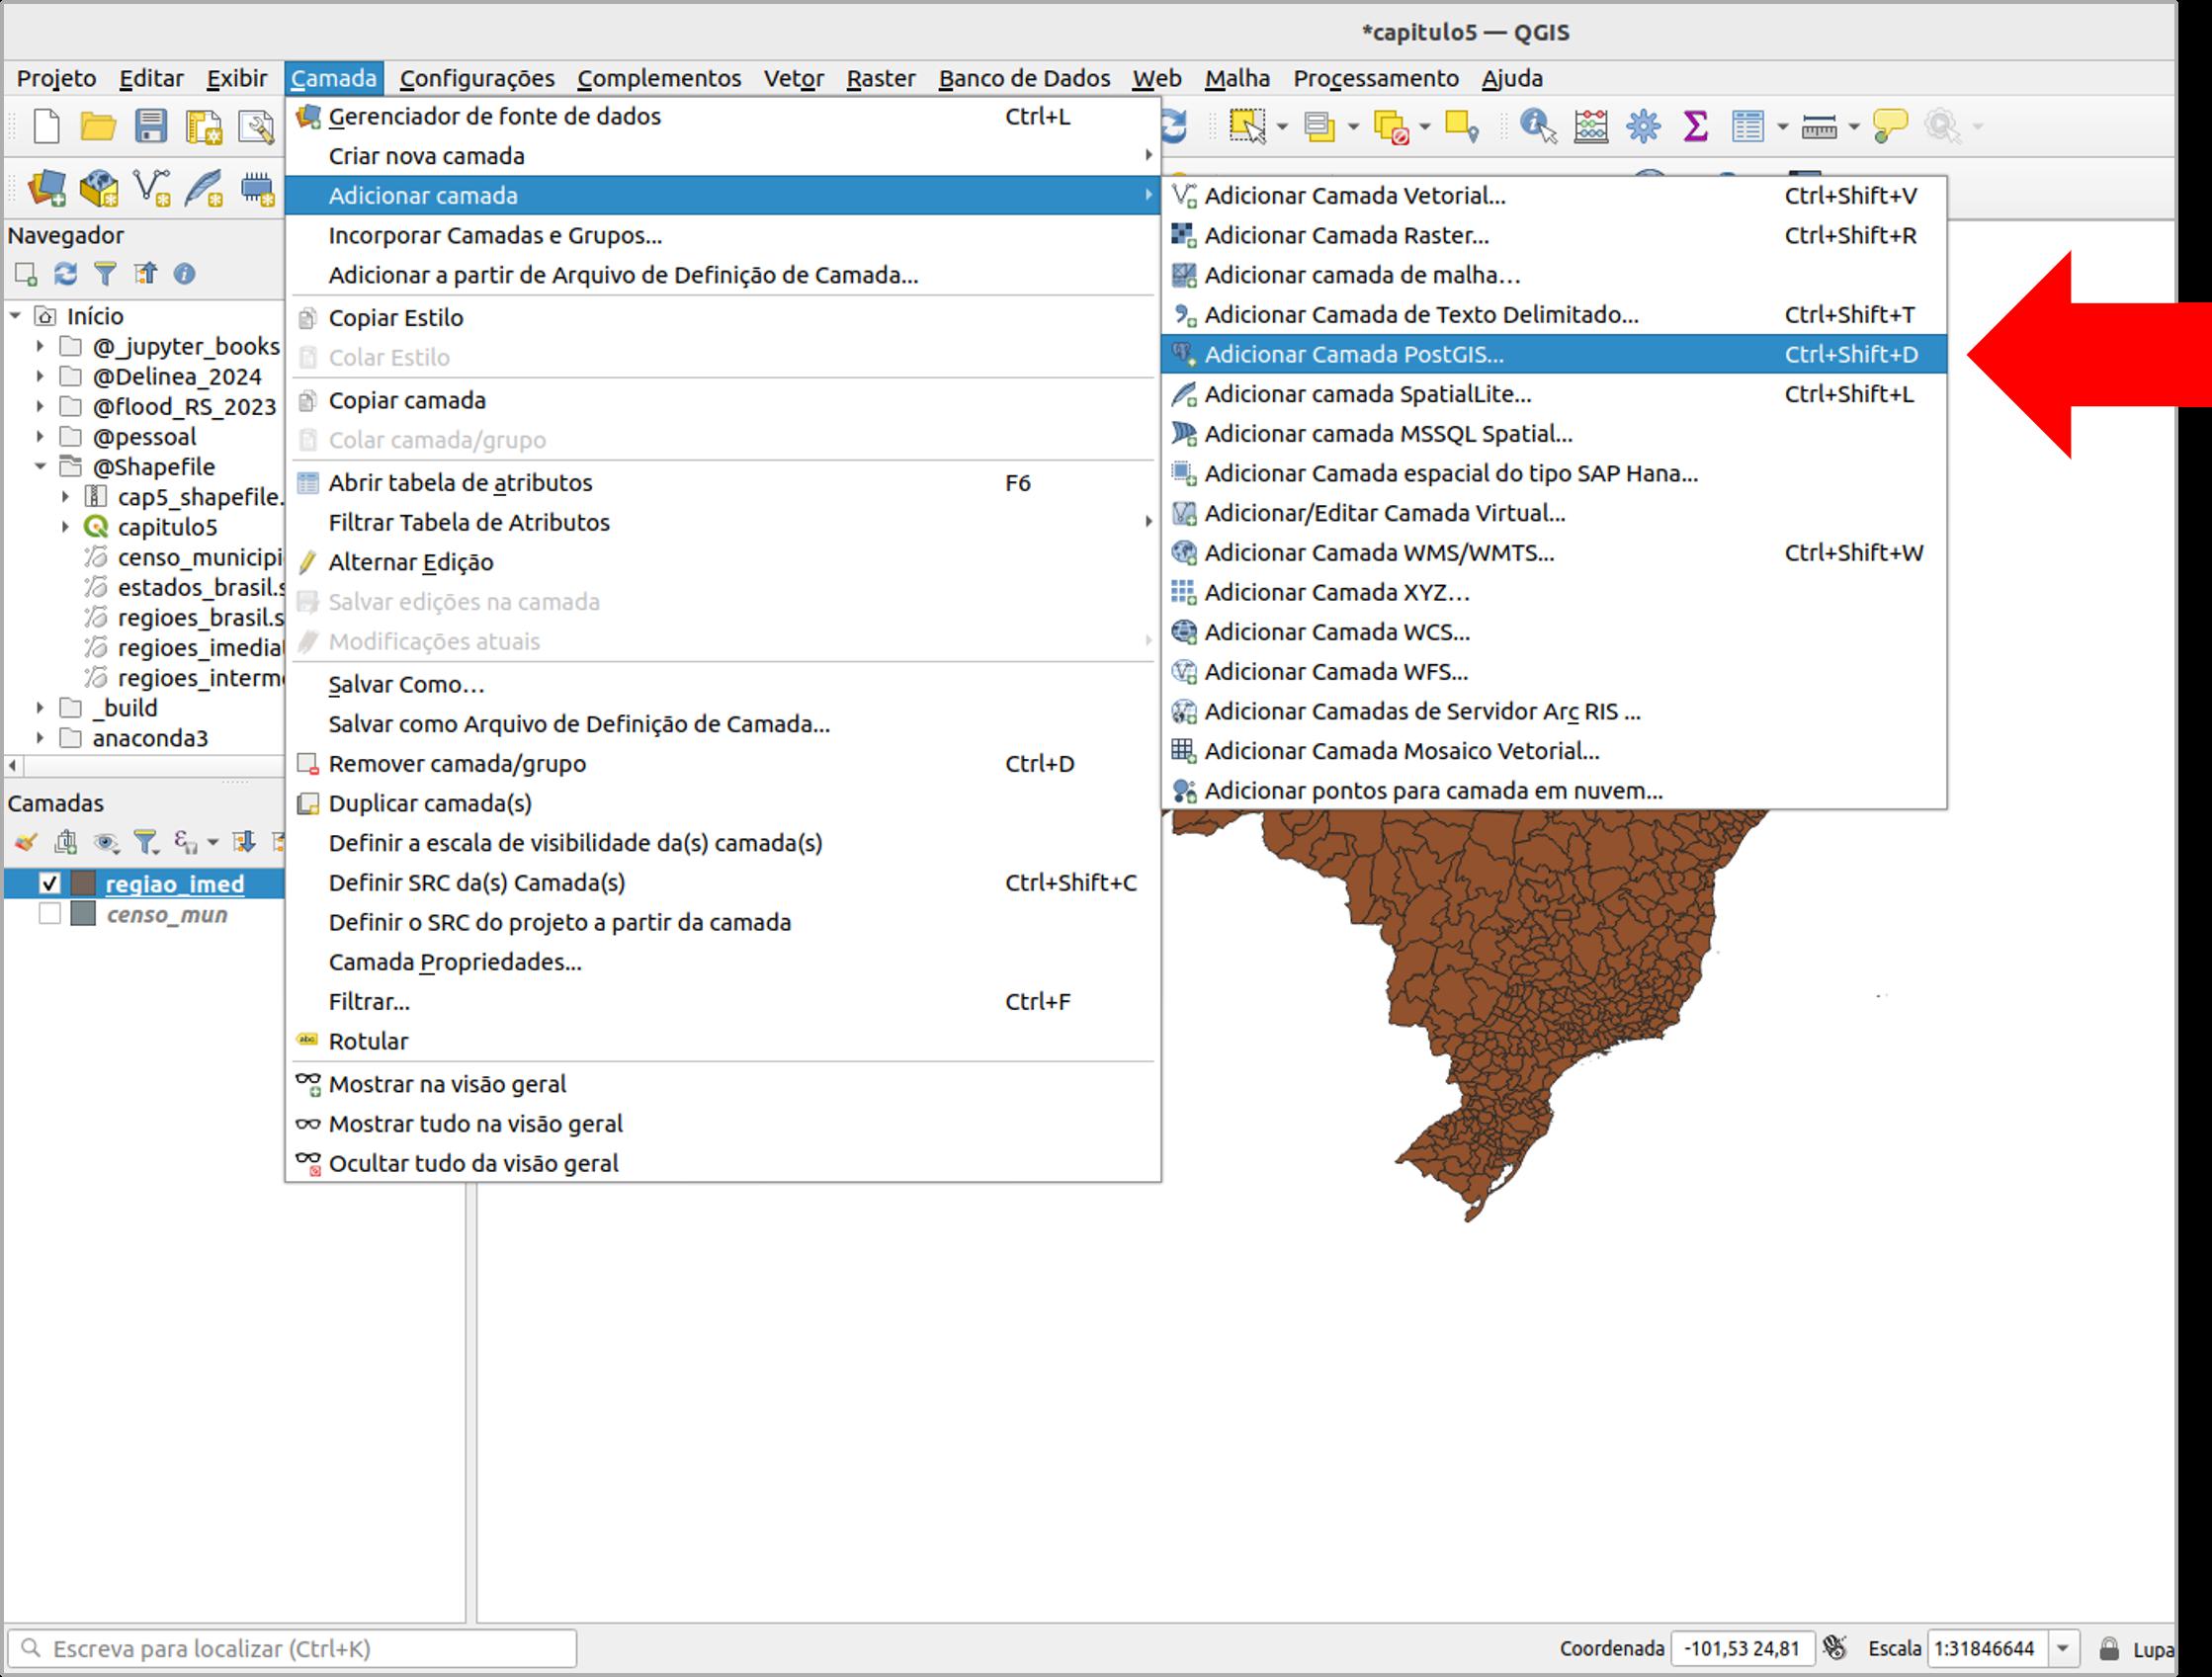 *capitulo5 — QGIS
Projeto Editar Exibir Camada Configurações Complementos Vetor Raster Banco de Dados Web Malha Processamento Ajuda
Gerenciador de fonte de dados Ctrl+L
Criar nova camada
Adicionar camada
Incorporar Camadas e Grupos...
Adicionar a partir de Arquivo de Definição de Camada...
Copiar Estilo
Colar Estilo
Copiar camada
Colar camada/grupo
Abrir tabela de atributos F6
Filtrar Tabela de Atributos
Alternar Edição
Salvar edições na camada
Modificações atuais
Salvar Como...
Salvar como Arquivo de Definição de Camada...
Remover camada/grupo Ctrl+D
Duplicar camada(s)
Definir a escala de visibilidade da(s) camada(s)
Definir SRC da(s) Camada(s) Ctrl+Shift+C
Definir o SRC do projeto a partir da camada
Camada Propriedades...
Filtrar... Ctrl+F
Rotular
Mostrar na visão geral
Mostrar tudo na visão geral
Ocultar tudo da visão geral
Adicionar Camada Vetorial... Ctrl+Shift+V
Adicionar Camada Raster... Ctrl+Shift+R
Adicionar camada de malha...
Adicionar Camada de Texto Delimitado... Ctrl+Shift+T
Adicionar Camada PostGIS... Ctrl+Shift+D
Adicionar camada SpatialLite... Ctrl+Shift+L
Adicionar camada MSSQL Spatial...
Adicionar Camada espacial do tipo SAP Hana...
Adicionar/Editar Camada Virtual...
Adicionar Camada WMS/WMTS... Ctrl+Shift+W
Adicionar Camada XYZ...
Adicionar Camada WCS...
Adicionar Camada WFS...
Adicionar Camadas de Servidor Arc RIS ...
Adicionar Camada Mosaico Vetorial...
Adicionar pontos para camada em nuvem...
Navegador
Início
@_jupyter_books
@Delinea_2024
@flood_RS_2023
@pessoal
@Shapefile
cap5_shapefile.
capitulo5
censo_municipi
estados_brasil.s
regioes_brasil.s
regioes_imedia
regioes_interm
_build
anaconda3
Camadas
regiao_imed
censo_mun
Escreva para localizar (Ctrl+K)
Coordenada -101,53 24,81 Escala 1:31846644 Lupa